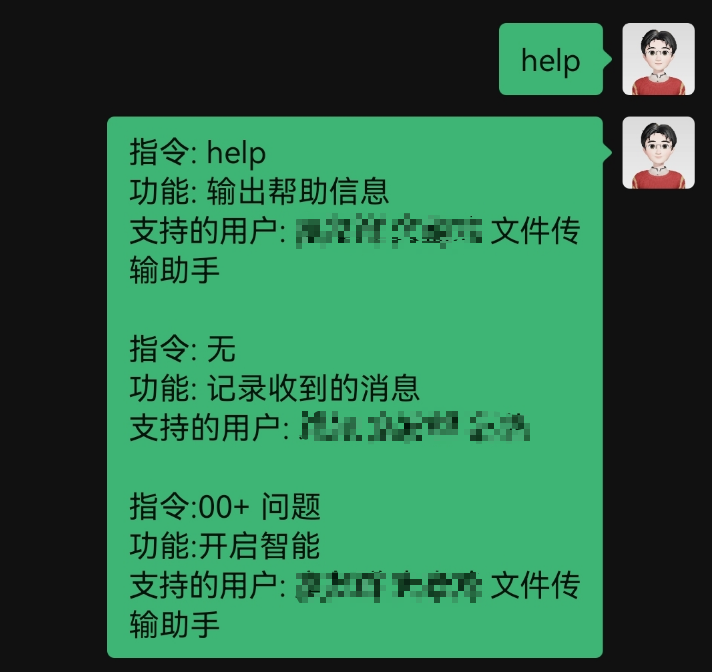 help
指令: help
功能: 输出帮助信息
支持的用户: 文件传
输助手
指令: 无
功能: 记录收到的消息
支持的用户:
指令:00+ 问题
功能:开启智能
支持的用户: 文件传
输助手